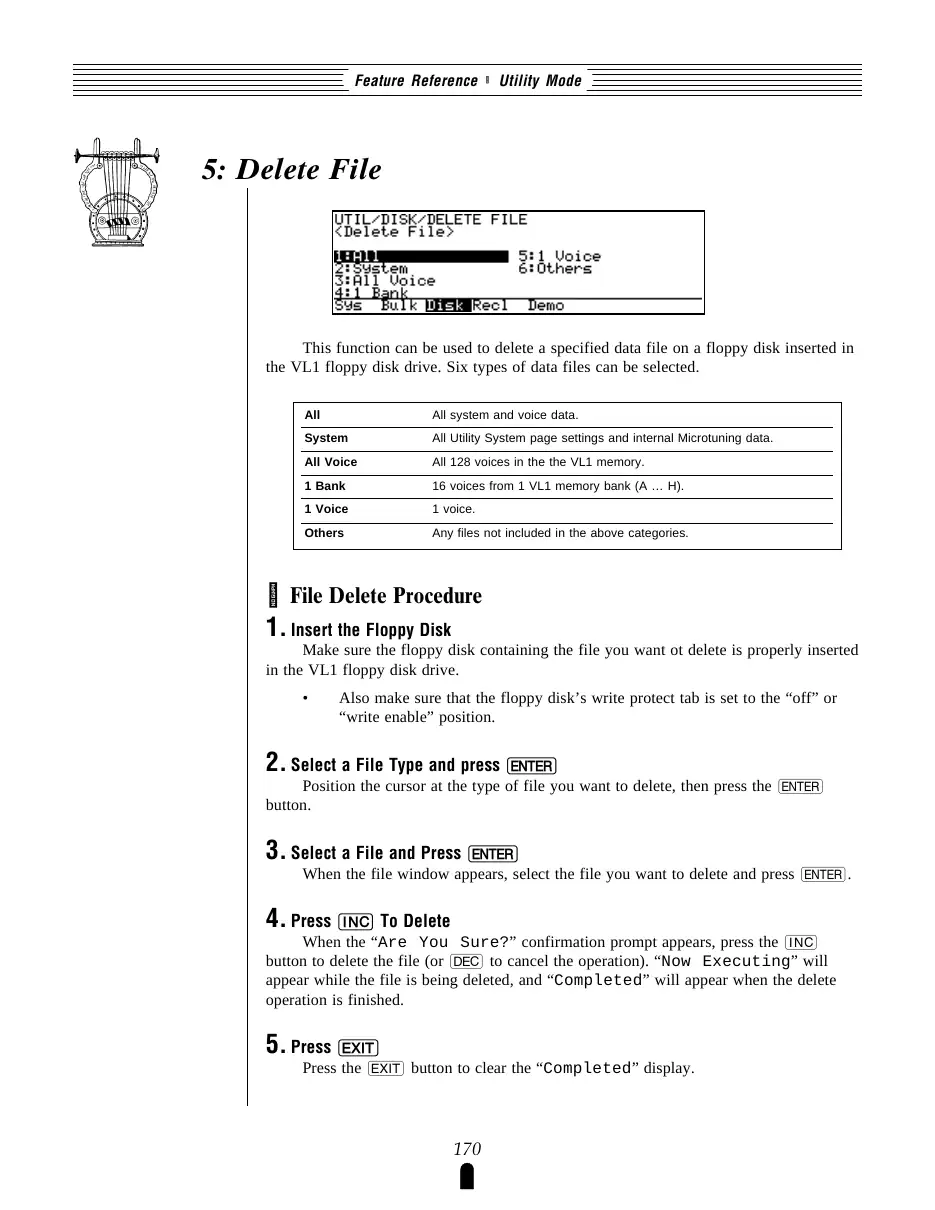 Feature Reference Utility Mode
5: Delete File
UTIL/DISK/DELETE FILE
<Delete File>
1:All 5:1 Voice
2:System 6:Others
3:All Voice
4:1 Bank
Sys Bulk Disk Recl Demo
This function can be used to delete a specified data file on a floppy disk inserted in
the VL1 floppy disk drive. Six types of data files can be selected.
All All system and voice data.
System All Utility System page settings and internal Microtuning data.
All Voice All 128 voices in the the VL1 memory.
1 Bank 16 voices from 1 VL1 memory bank (A … H).
1 Voice 1 voice.
Others Any files not included in the above categories.
File Delete Procedure
1. Insert the Floppy Disk
Make sure the floppy disk containing the file you want ot delete is properly inserted
in the VL1 floppy disk drive.
• Also make sure that the floppy disk’s write protect tab is set to the “off” or
“write enable” position.
2. Select a File Type and press ENTER
Position the cursor at the type of file you want to delete, then press the ENTER
button.
3. Select a File and Press ENTER
When the file window appears, select the file you want to delete and press ENTER.
4. Press INC To Delete
When the “Are You Sure?” confirmation prompt appears, press the INC
button to delete the file (or DEC to cancel the operation). “Now Executing” will
appear while the file is being deleted, and “Completed” will appear when the delete
operation is finished.
5. Press EXIT
Press the EXIT button to clear the “Completed” display.
170